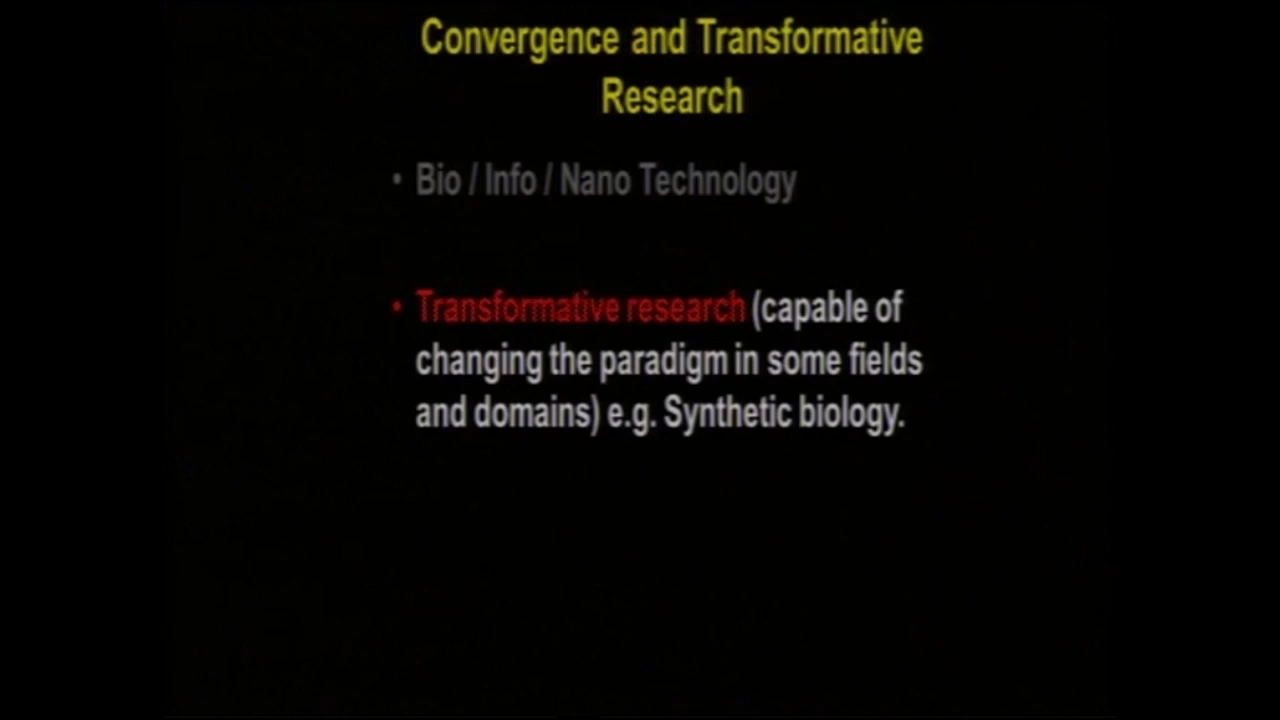 Convergence and Transformative
Research
• Bio / Info / Nano Technology
• Transformative research (capable of
changing the paradigm in some fields
and domains) e.g. Synthetic biology.